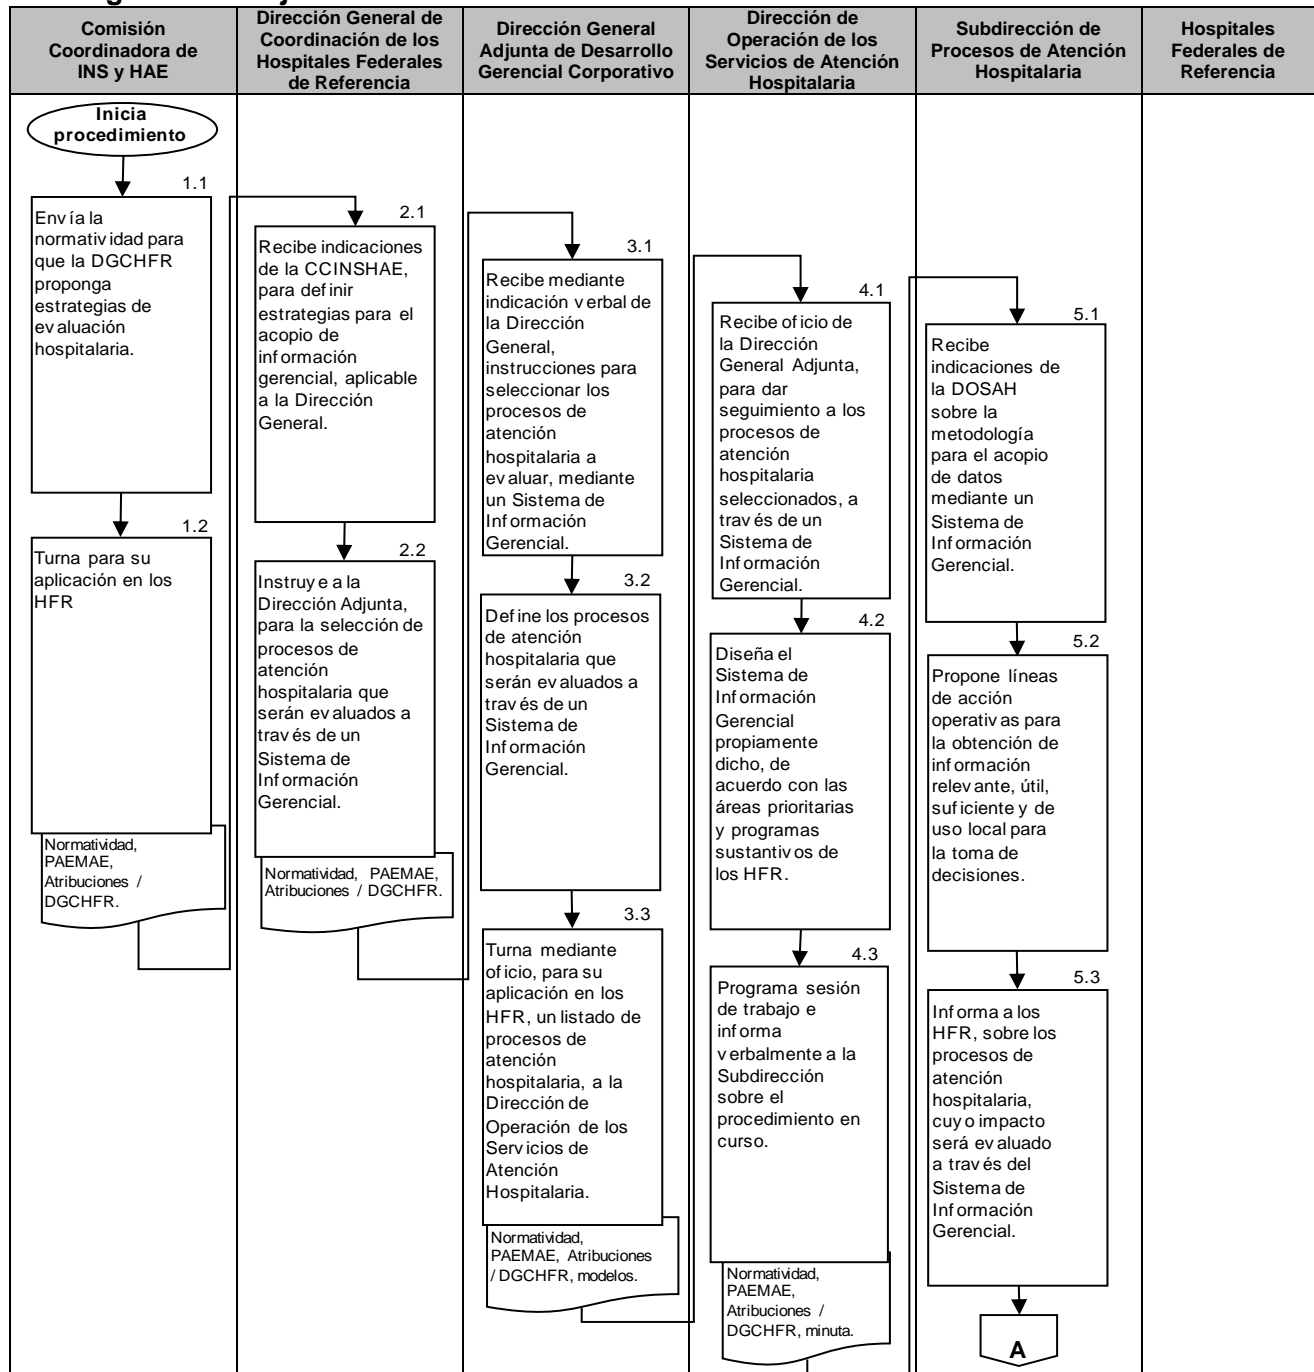 Comisión
Coordinadora de
INS y HAE
Dirección General de
Coordinación de los
Hospitales Federales
de Referencia
Dirección General
Adjunta de Desarrollo
Gerencial Corporativo
Dirección de
Operación de los
Servicios de Atención
Hospitalaria
Subdirección de
Procesos de Atención
Hospitalaria
Hospitales
Federales de
Referencia
Inicia
procedimiento
1.1
Envía la
normatividad para
que la DGCHFR
proponga
estrategias de
evaluación
hospitalaria.
1.2
Turna para su
aplicación en los
HFR
Normatividad,
PAEMAE,
Atribuciones /
DGCHFR.
2.1
Recibe indicaciones
de la CCINSHAE,
para definir
estrategias para el
acopio de
información
gerencial, aplicable
a la Dirección
General.
2.2
Instruye a la
Dirección Adjunta,
para la selección de
procesos de
atención
hospitalaria que
serán evaluados a
través de un
Sistema de
Información
Gerencial.
Normatividad, PAEMAE,
Atribuciones / DGCHFR.
3.1
Recibe mediante
indicación verbal de
la Dirección
General,
instrucciones para
seleccionar los
procesos de
atención
hospitalaria a
evaluar, mediante
un Sistema de
Información
Gerencial.
3.2
Define los procesos
de atención
hospitalaria que
serán evaluados a
través de un
Sistema de
Información
Gerencial.
3.3
Turna mediante
oficio, para su
aplicación en los
HFR, un listado de
procesos de
atención
hospitalaria, a la
Dirección de
Operación de los
Servicios de
Atención
Hospitalaria.
Normatividad,
PAEMAE, Atribuciones
/ DGCHFR, modelos.
4.1
Recibe oficio de
la Dirección
General Adjunta,
para dar
seguimiento a los
procesos de
atención
hospitalaria
seleccionados, a
través de un
Sistema de
Información
Gerencial.
4.2
Diseña el
Sistema de
Información
Gerencial
propiamente
dicho, de
acuerdo con las
áreas prioritarias
y programas
sustantivos de
los HFR.
4.3
Programa sesión
de trabajo e
informa
verbalmente a la
Subdirección
sobre el
procedimiento en
curso.
Normatividad,
PAEMAE,
Atribuciones /
DGCHFR, minuta.
5.1
Recibe
indicaciones de
la DOSAH
sobre la
metodología
para el acopio
de datos
mediante un
Sistema de
Información
Gerencial.
5.2
Propone líneas
de acción
operativas para
la obtención de
información
relevante, útil,
suficiente y de
uso local para
la toma de
decisiones.
5.3
Informa a los
HFR, sobre los
procesos de
atención
hospitalaria,
cuyo impacto
será evaluado
a través del
Sistema de
Información
Gerencial.
A